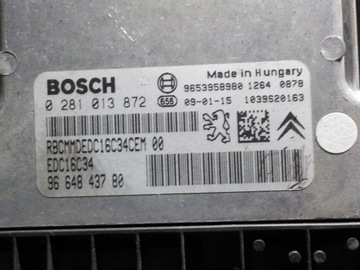 BOSCH
Made in Hungary
9653958980 1264 0878
0 281 013 872
656
09-01-15 1039S20163
RBCMMDEDC16C34CEM 00
EDC16C34
96 648 437 80